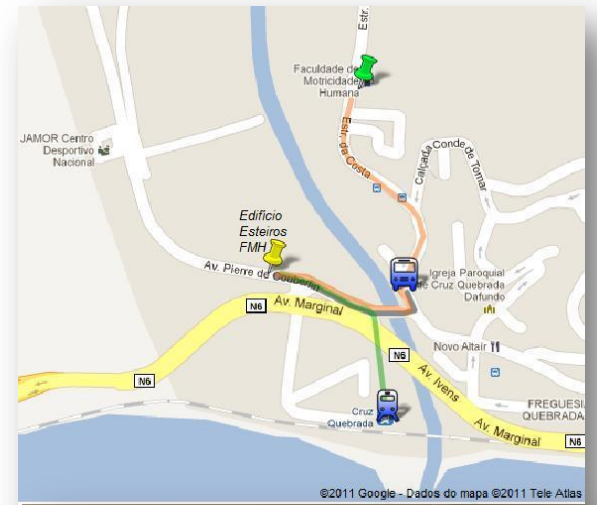 Estr.
Faculdade de
Motricidade
Humana
Estr. da Costa
JAMOR Centro
Desportivo
Nacional
Calçada
Conde de Tomar
Edifício
Esteiros
FMH
Av. Pierre de Coubertin
Igreja Paroquial
de Cruz Quebrada
Dafundo
N6
Av. Marginal
Novo Altair
N6
N6
Av. Ivens
Cruz
Quebrada
FREGUESI
QUEBRADA
Av. Marginal
N6
©2011 Google - Dados do mapa ©2011 Tele Atlas